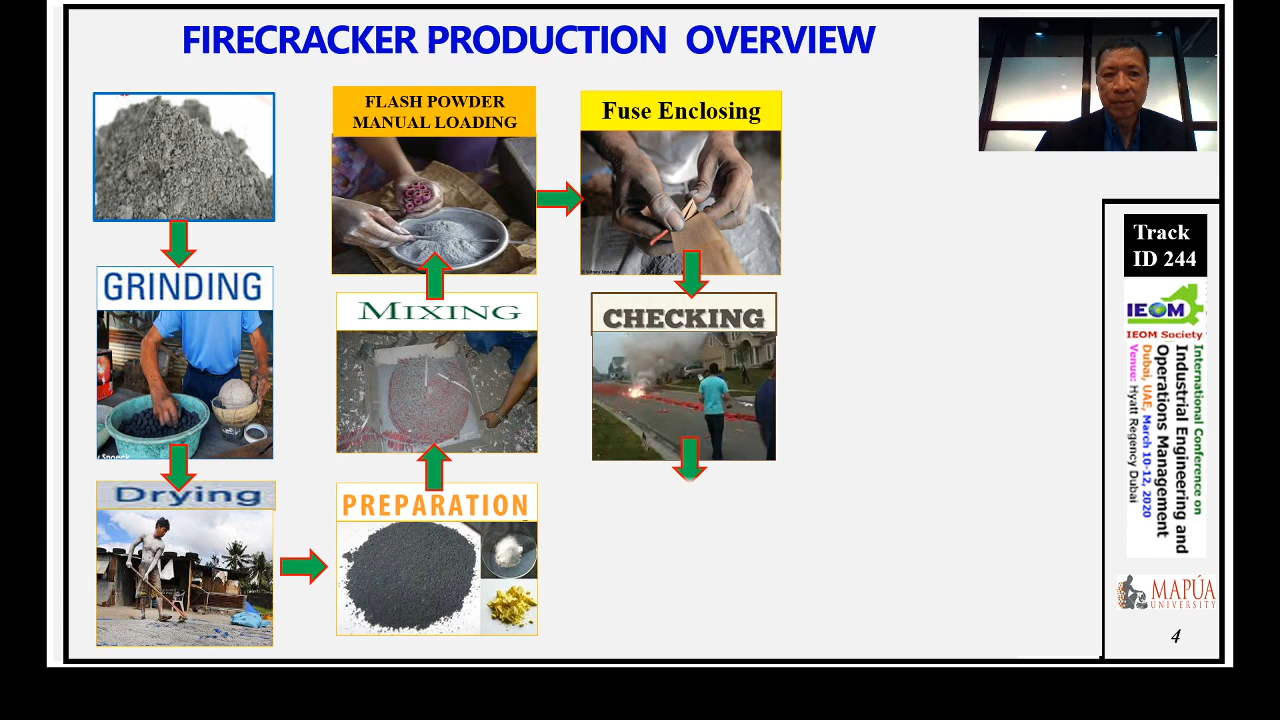 FIRECRACKER PRODUCTION OVERVIEW
GRINDING
Drying
PREPARATION
MIXING
FLASH POWDER
MANUAL LOADING
Fuse Enclosing
CHECKING
Track
ID 244
IEOM
IEOM Society
International Conference on
Industrial Engineering and
Operations Management
Dubai, UAE, March 10-12, 2020
Venue: Hyatt Regency Dubai
MAPÚA
UNIVERSITY
4